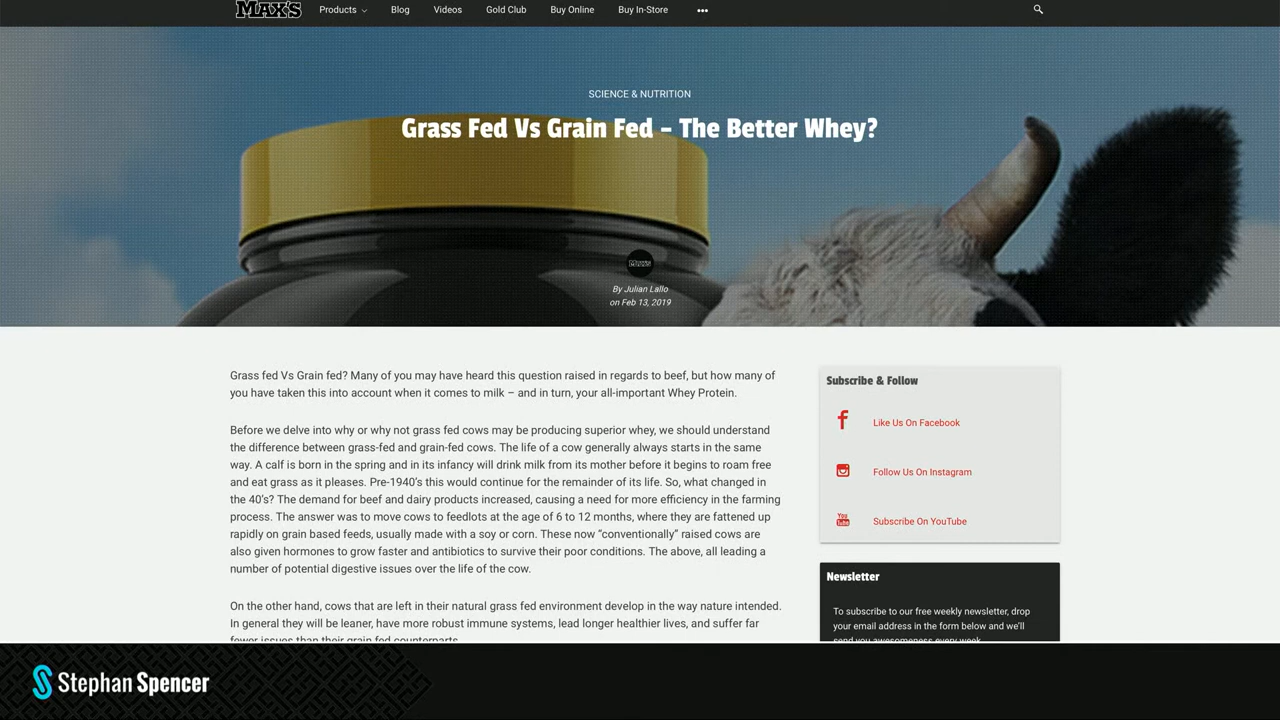 MAX'S
Products Blog Videos Gold Club Buy Online Buy In-Store
SCIENCE & NUTRITION
Grass Fed Vs Grain Fed – The Better Whey?
MAX'S
By Julian Lallo
on Feb 13, 2019
Grass fed Vs Grain fed? Many of you may have heard this question raised in regards to beef, but how many of
you have taken this into account when it comes to milk – and in turn, your all-important Whey Protein.
Before we delve into why or why not grass fed cows may be producing superior whey, we should understand
the difference between grass-fed and grain-fed cows. The life of a cow generally always starts in the same
way. A calf is born in the spring and in its infancy will drink milk from its mother before it begins to roam free
and eat grass as it pleases. Pre-1940's this would continue for the remainder of its life. So, what changed in
the 40's? The demand for beef and dairy products increased, causing a need for more efficiency in the farming
process. The answer was to move cows to feedlots at the age of 6 to 12 months, where they are fattened up
rapidly on grain based feeds, usually made with a soy or corn. These now “conventionally” raised cows are
also given hormones to grow faster and antibiotics to survive their poor conditions. The above, all leading a
number of potential digestive issues over the life of the cow.
On the other hand, cows that are left in their natural grass fed environment develop in the way nature intended.
In general they will be leaner, have more robust immune systems, lead longer healthier lives, and suffer far
fewer issues than their grain fed counterparts
Subscribe & Follow
Like Us On Facebook
Follow Us On Instagram
You Tube
Subscribe On YouTube
Newsletter
To subscribe to our free weekly newsletter, drop
your email address in the form below and we'll
send you awesomeness every week
Stephan Spencer